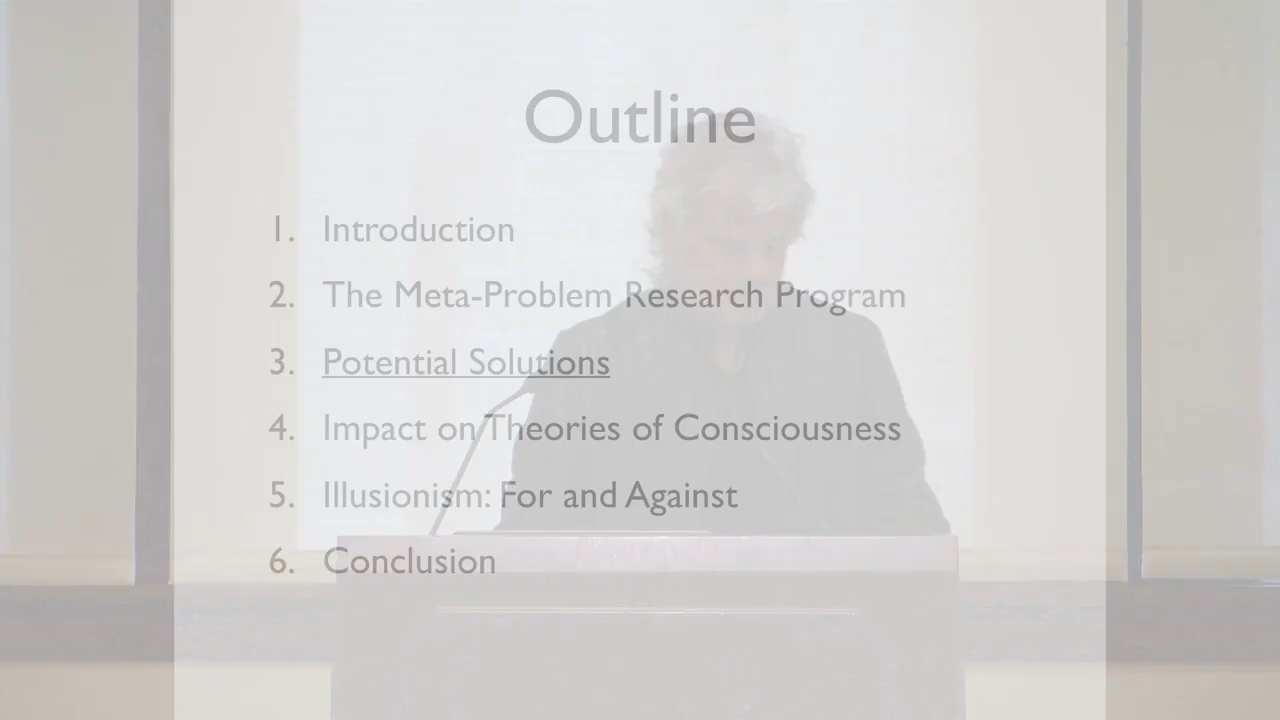 Outline
1. Introduction
2. The Meta-Problem Research Program
3. Potential Solutions
4. Impact on Theories of Consciousness
5. Illusionism: For and Against
6. Conclusion